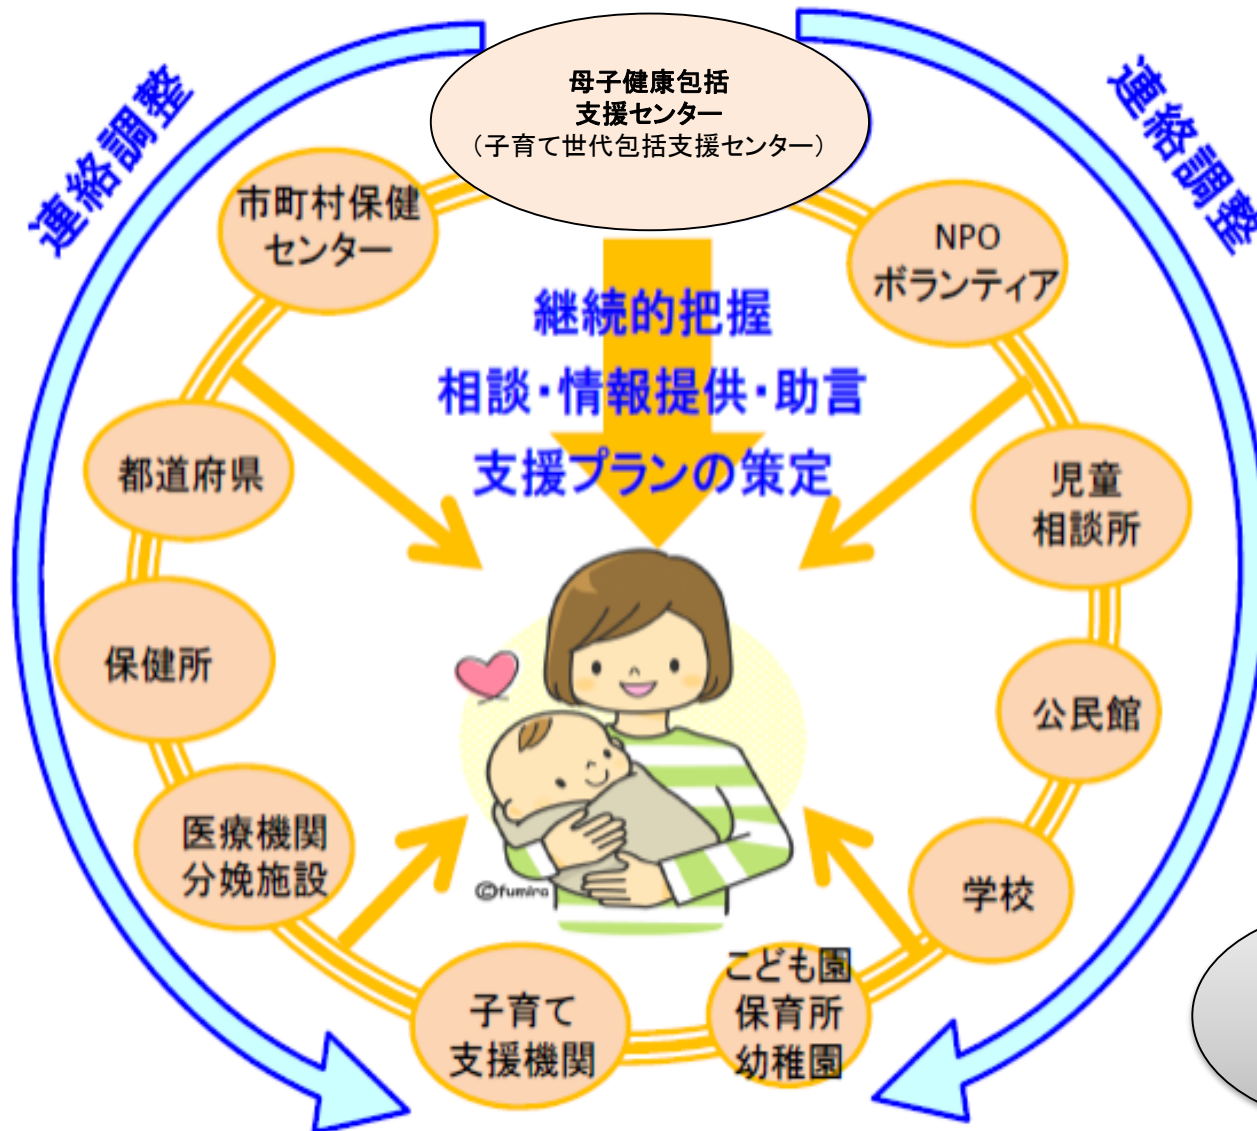 母子健康包括
支援センター
（子育て世代包括支援センター）
連絡調整
連絡調整
市町村保健
センター
NPO
ボランティア
継続的把握
相談・情報提供・助言
支援プランの策定
都道府県
児童
相談所
保健所
公民館
医療機関
分娩施設
学校
©fumira
子育て
支援機関
こども園
保育所
幼稚園